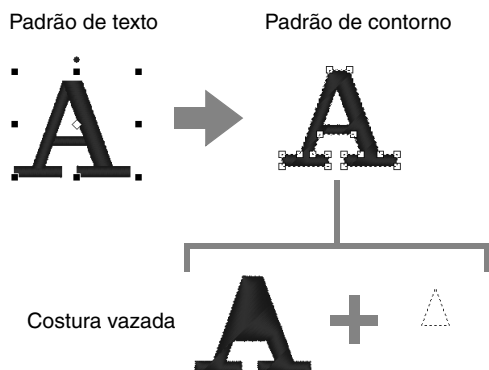 Padrão de texto
Padrão de contorno
A
A
Costura vazada
A